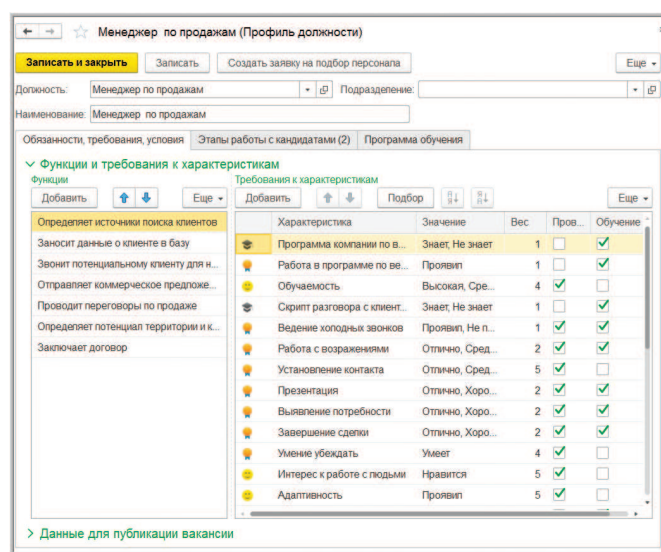 Менеджер по продажам (Профиль должности)
Записать и закрыть Записать Создать заявку на подбор персонала Еще
Должность: Менеджер по продажам Подразделение:
Наименование: Менеджер по продажам
Обязанности, требования, условия Этапы работы с кандидатами (2) Программа обучения
Функции и требования к характеристикам
Функции Требования к характеристикам
Добавить Еще Добавить Подбор Еще
Характеристика Значение Вес Пров... Обучение
Определяет источники поиска клиентов
Заносит данные о клиенте в базу
Звонит потенциальному клиенту для н...
Отправляет коммерческое предложе...
Проводит переговоры по продаже
Определяет потенциал территории и к...
Заключает договор
Программа компании по в... Знает, Не знает 1
Работа в программе по ве... Проявил 1
Обучаемость Высокая, Сре... 4
Скрипт разговора с клиент... Знает, Не знает 1
Ведение холодных звонков Проявил, Не п... 1
Работа с возражениями Отлично, Сред... 2
Установление контакта Отлично, Сред... 5
Презентация Отлично, Хоро... 2
Выявление потребности Отлично, Хоро... 2
Завершение сделки Отлично, Хоро... 2
Умение убеждать Умеет 4
Интерес к работе с людьми Нравится 5
Адаптивность Проявил 5
Данные для публикации вакансии